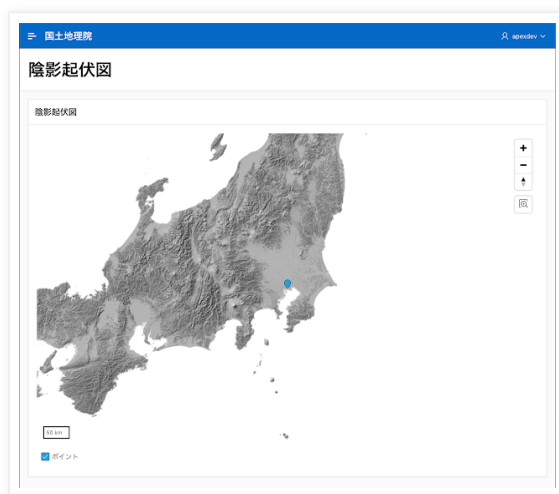 国土地理院
apexdev
陰影起伏図
陰影起伏図
50 km
ポイント